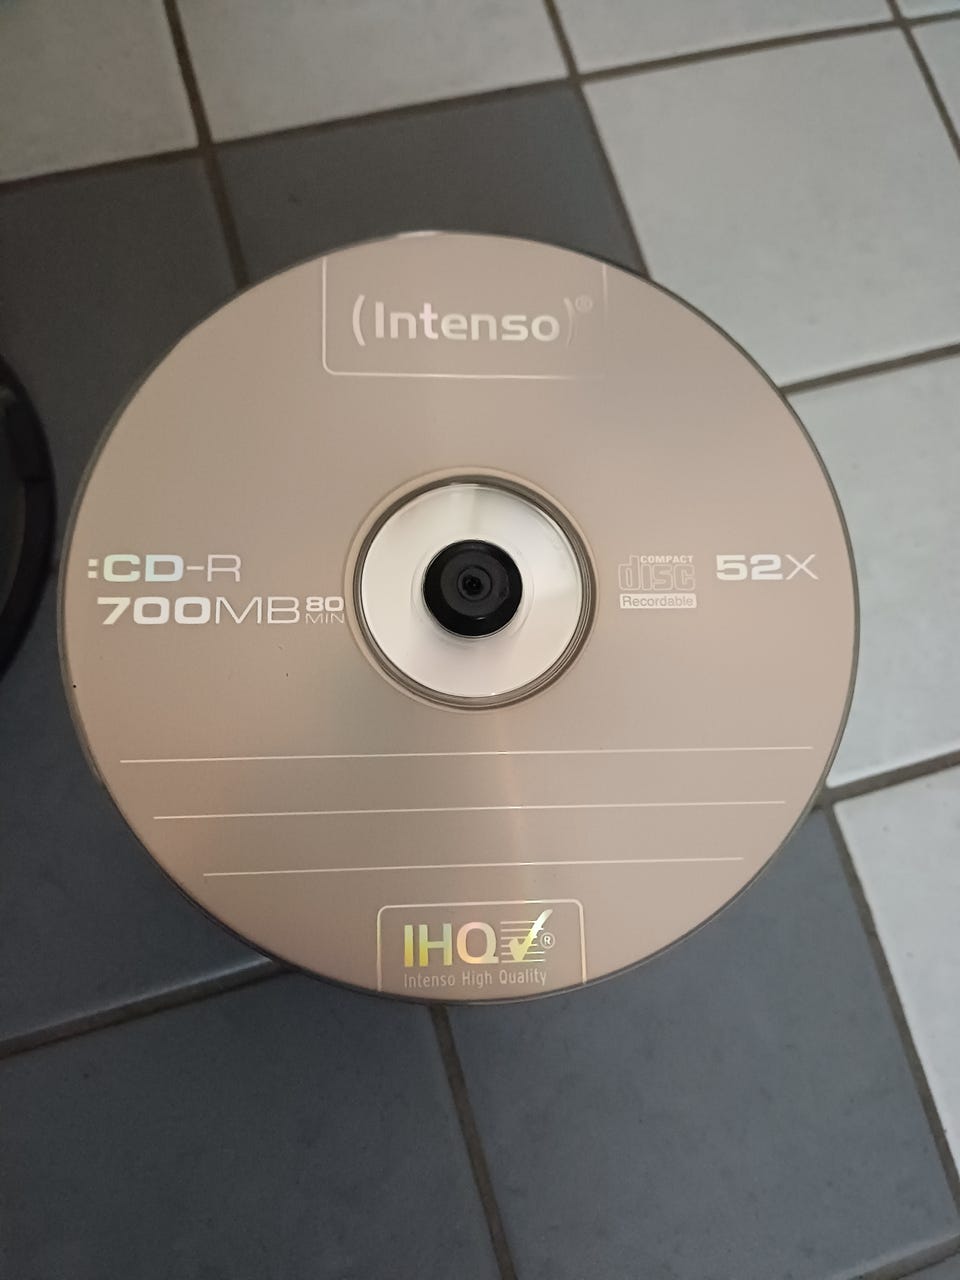 (Intenso)®
:CD-R
700MB 80 MIN
COMPACT
disc
Recordable
52X
IHQ ®
Intenso High Quality